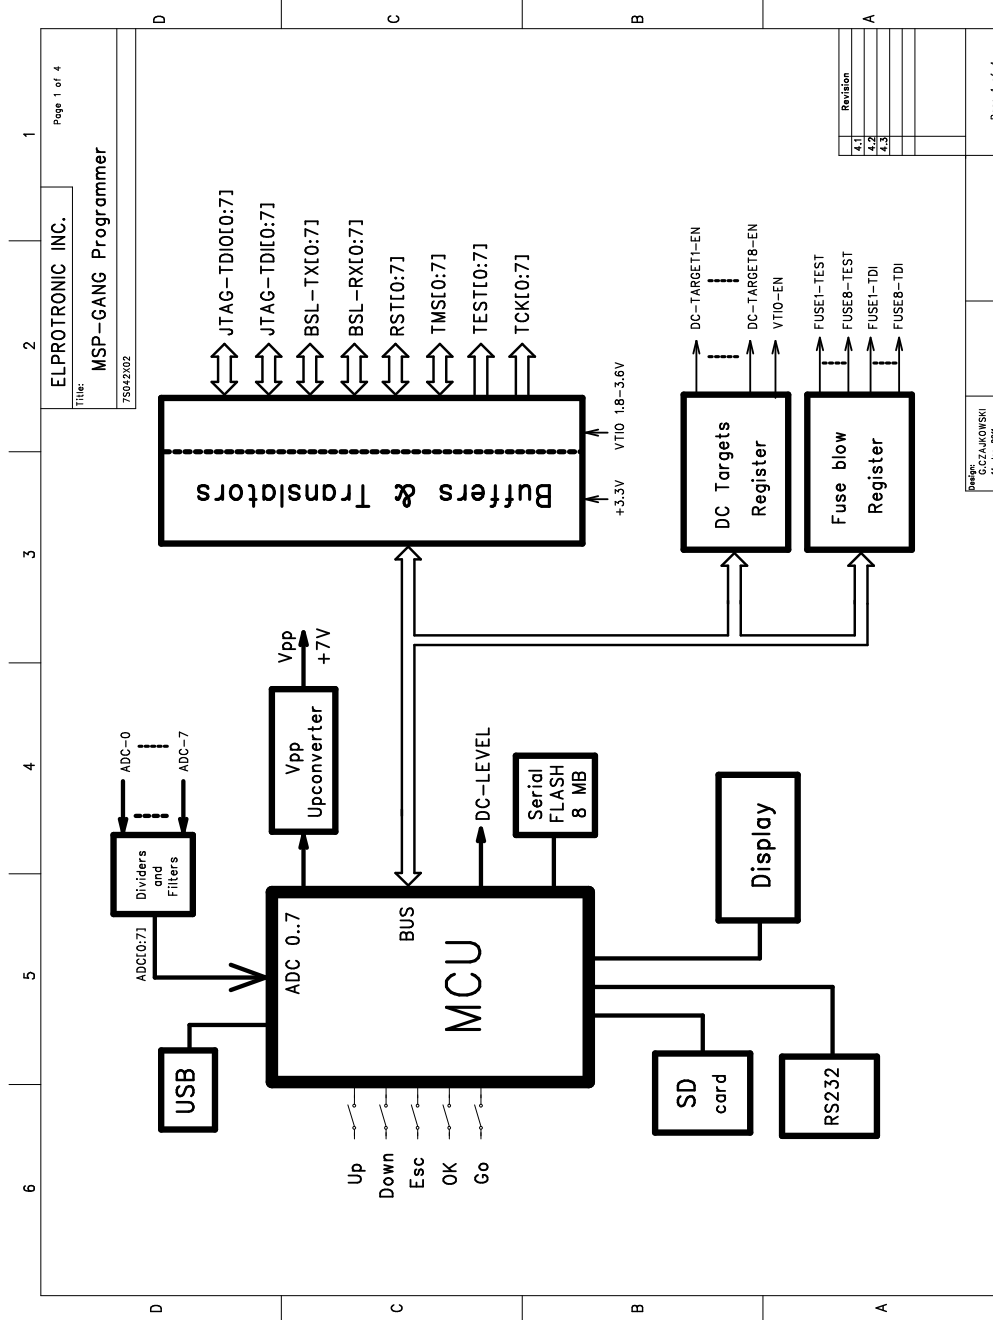 D
C
B
A
1
2
3
4
5
6
ELPROTRONIC INC.
Page 1 of 4
Title:
MSP-GANG Programmer
7S042X02
Revision
4.1
4.2
4.3
JTAG-TDIO[0:7]
JTAG-TDI[0:7]
BSL-TX[0:7]
BSL-RX[0:7]
RST[0:7]
TMS[0:7]
TEST[0:7]
TCK[0:7]
Buffers & Translators
+3.3V
VTIO 1.8-3.6V
DC-TARGET1-EN
DC-TARGET8-EN
VTIO-EN
FUSE1-TEST
FUSE8-TEST
FUSE1-TDI
FUSE8-TDI
DC Targets
Register
Fuse blow
Register
Vpp
+7V
Vpp
Upconverter
ADC-0
ADC-7
Dividers
and
Filters
ADC[0:7]
DC-LEVEL
Serial
FLASH
8 MB
Display
ADC 0..7
BUS
MCU
USB
SD
card
RS232
Up
Down
Esc
OK
Go
Design:
G.CZAJKOWSKI
D
C
B
A